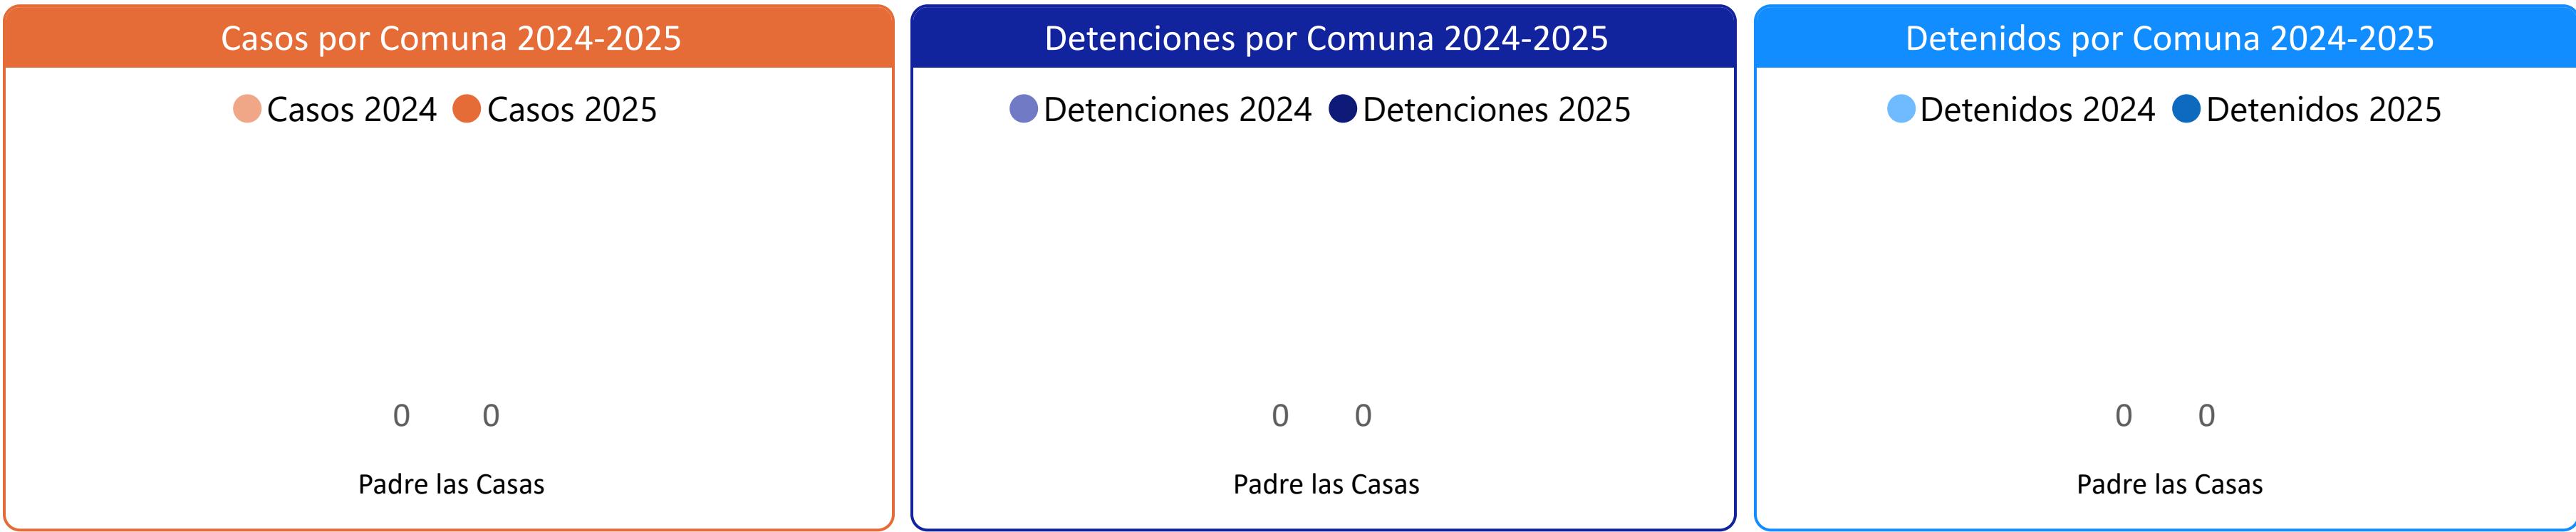 Casos por Comuna 2024-2025
Casos 2024 Casos 2025
0 0
Padre las Casas
Detenciones por Comuna 2024-2025
Detenciones 2024 Detenciones 2025
0 0
Padre las Casas
Detenidos por Comuna 2024-2025
Detenidos 2024 Detenidos 2025
0 0
Padre las Casas